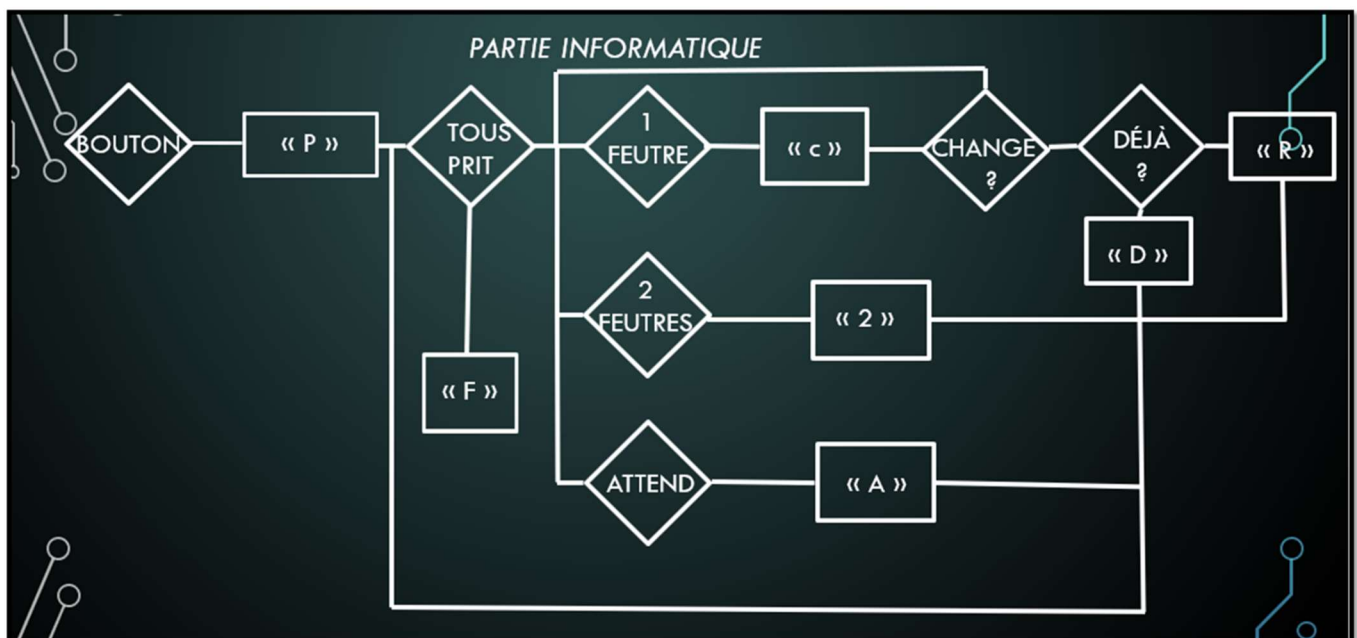 PARTIE INFORMATIQUE
BOUTON
« P »
TOUS
PRIT
1
FEUTRE
« c »
CHANGE
?
DÉJÀ
?
« R »
« D »
2
FEUTRES
« 2 »
« F »
ATTEND
« A »